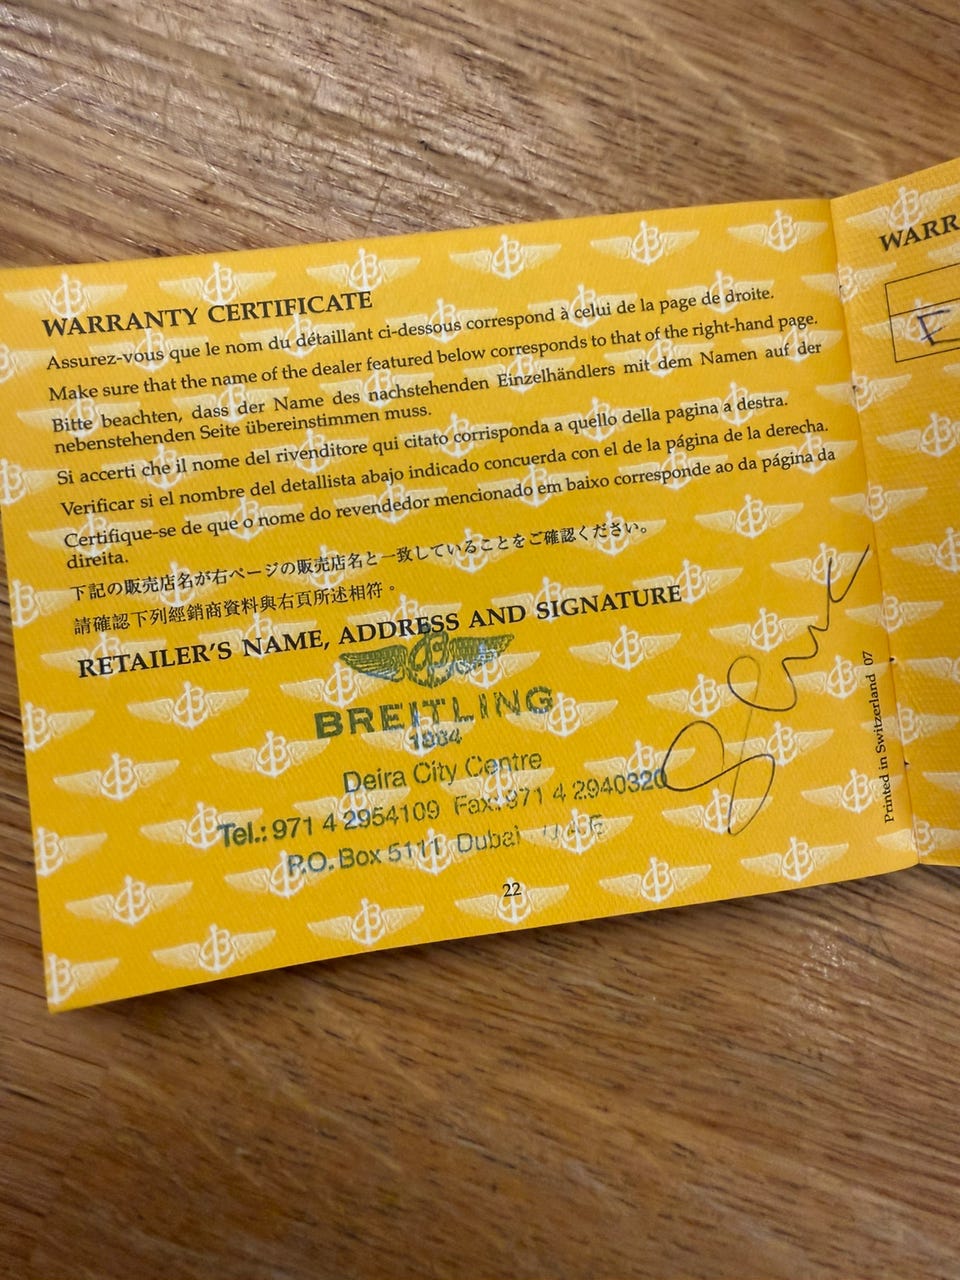 WARRANTY CERTIFICATE
Assurez-vous que le nom du détaillant ci-dessous correspond à celui de la page de droite.
Make sure that the name of the dealer featured below corresponds to that of the right-hand page.
Bitte beachten, dass der Name des nachstehenden Einzelhändlers mit dem Namen auf der
nebenstehenden Seite übereinstimmen muss.
Si accerti che il nome del rivenditore qui citato corrisponda a quello della pagina a destra.
Verificar si el nombre del detallista abajo indicado concuerda con el de la página de la derecha.
Certifique-se de que o nome do revendedor mencionado em baixo corresponde ao da página da
direita.
下記の販売店名が右ページの販売店名と一致していることをご確認ください。
請確認下列經銷商資料與右頁所述相符。
RETAILER'S NAME, ADDRESS AND SIGNATURE
BREITLING
1884
Deira City Centre
Tel.: 971 4 2954109 Fax: 971 4 2940320
P.O. Box 5111 Dubai U.A.E
22
Printed in Switzerland 07
WARR